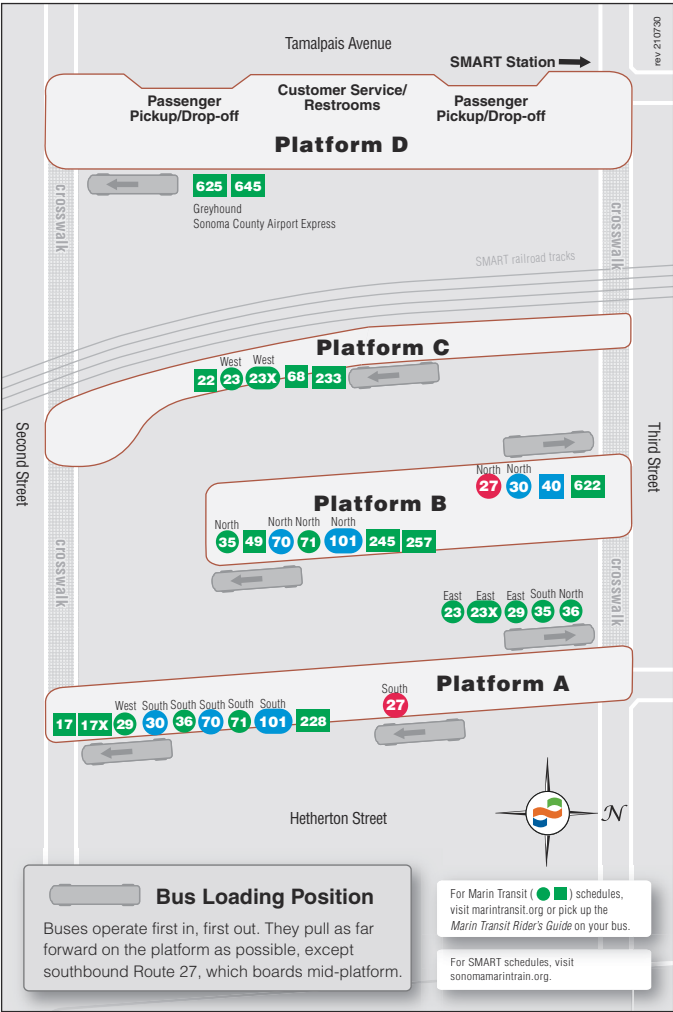 rev 210730
Tamalpais Avenue
SMART Station
Passenger
Pickup/Drop-off
Customer Service/
Restrooms
Passenger
Pickup/Drop-off
Platform D
625 645
Greyhound
Sonoma County Airport Express
crosswalk
crosswalk
SMART railroad tracks
Platform C
West West
22 23 23X 68 233
Second Street
Third Street
North North
27 30 40 622
Platform B
North North North North
35 49 70 71 101 245 257
crosswalk
crosswalk
East East East South North
23 23X 29 35 36
Platform A
West South South South South South
17 17X 29 30 36 70 71 101 228
South
27
Hetherton Street
N
Bus Loading Position
Buses operate first in, first out. They pull as far
forward on the platform as possible, except
southbound Route 27, which boards mid-platform.
For Marin Transit ( ) schedules,
visit marintransit.org or pick up the
Marin Transit Rider's Guide on your bus.
For SMART schedules, visit
sonomamarintrain.org.